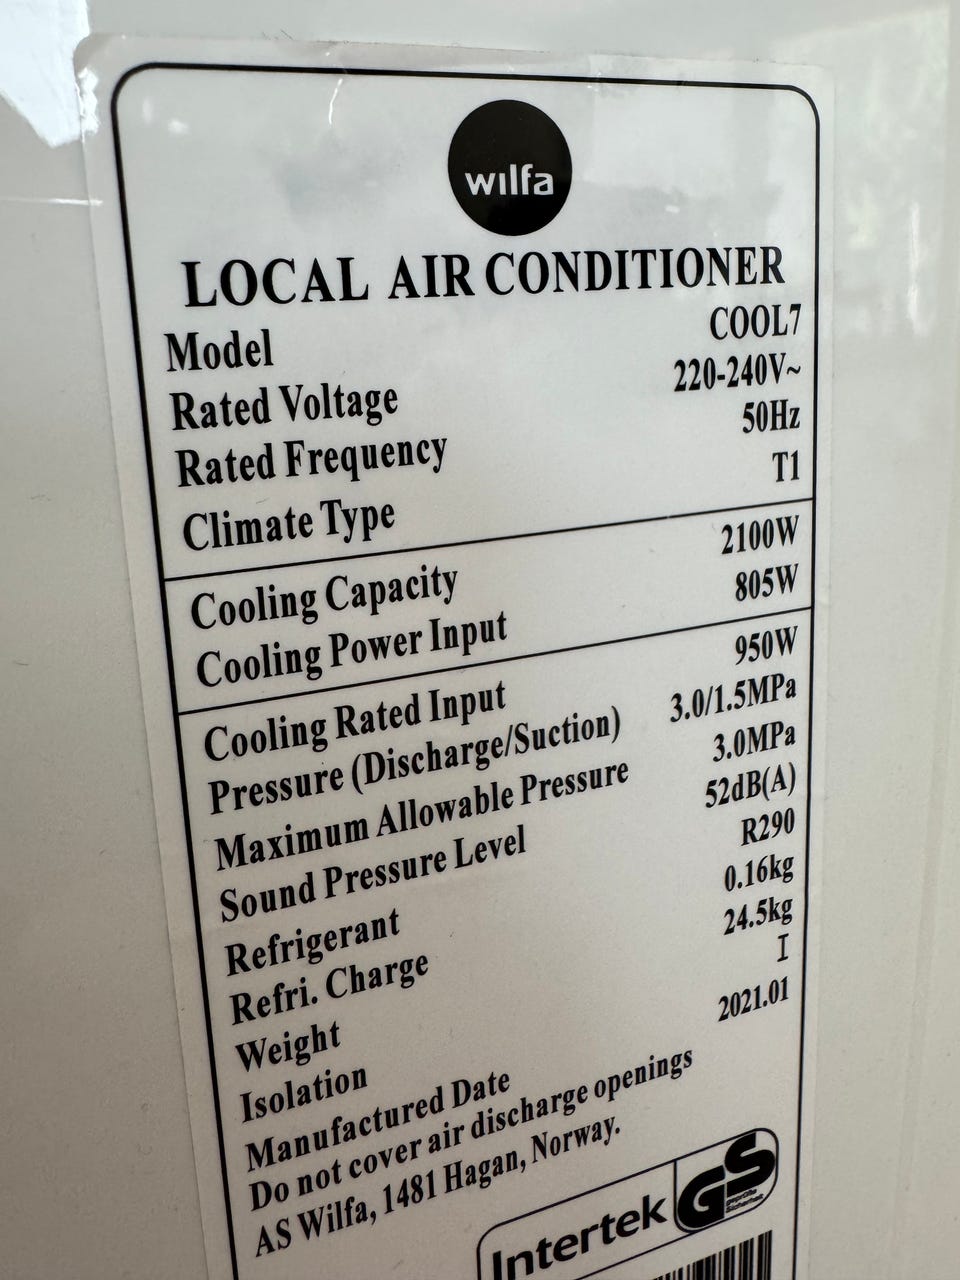 wilfa
LOCAL AIR CONDITIONER
Model COOL7
Rated Voltage 220-240V~
Rated Frequency 50Hz
Climate Type T1
Cooling Capacity 2100W
Cooling Power Input 805W
Cooling Rated Input 950W
Pressure (Discharge/Suction) 3.0/1.5MPa
Maximum Allowable Pressure 3.0MPa
Sound Pressure Level 52dB(A)
Refrigerant R290
Refri. Charge 0.16kg
Weight 24.5kg
Isolation I
Manufactured Date 2021.01
Do not cover air discharge openings
AS Wilfa, 1481 Hagan, Norway.
Intertek GS
geprüfte
Sicherheit